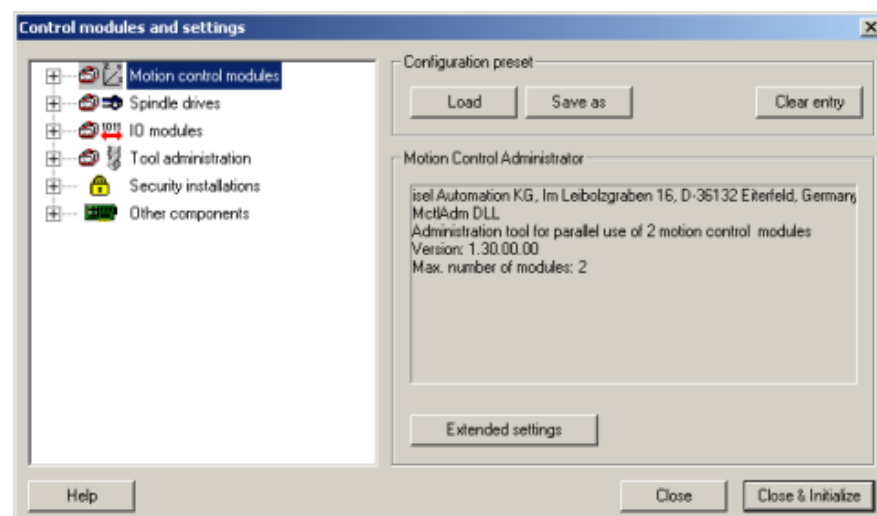 Control modules and settings
Motion control modules
Spindle drives
IO modules
Tool administration
Security installations
Other components
Configuration preset
Load
Save as
Clear entry
Motion Control Administrator
isel Automation KG, Im Leibolzgraben 16, D-36132 Eiterfeld, Germany
MctlAdm DLL
Administration tool for parallel use of 2 motion control modules
Version: 1.30.00.00
Max. number of modules: 2
Extended settings
Help
Close
Close & Initialize